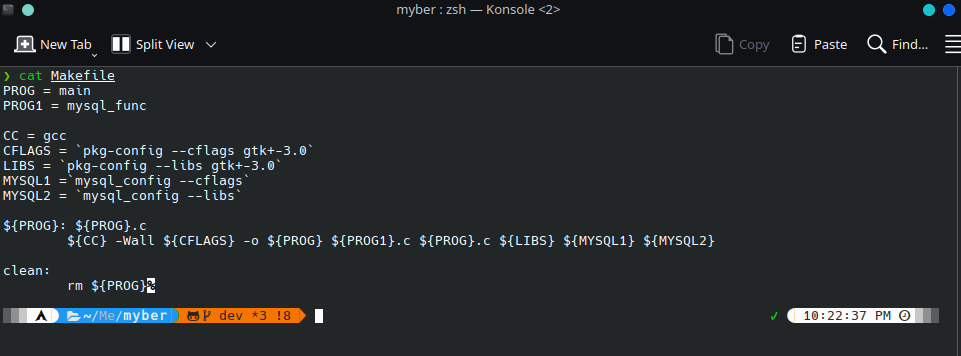 myber : zsh — Konsole <2>
New Tab Split View Copy Paste Find...
❯ cat Makefile
PROG = main
PROG1 = mysql_func
CC = gcc
CFLAGS = `pkg-config --cflags gtk+-3.0`
LIBS = `pkg-config --libs gtk+-3.0`
MYSQL1 =`mysql_config --cflags`
MYSQL2 = `mysql_config --libs`
${PROG}: ${PROG}.c
${CC} -Wall ${CFLAGS} -o ${PROG} ${PROG1}.c ${PROG}.c ${LIBS} ${MYSQL1} ${MYSQL2}
clean:
rm ${PROG}%
~/Me/myber dev *3 !8 ✓ 10:22:37 PM